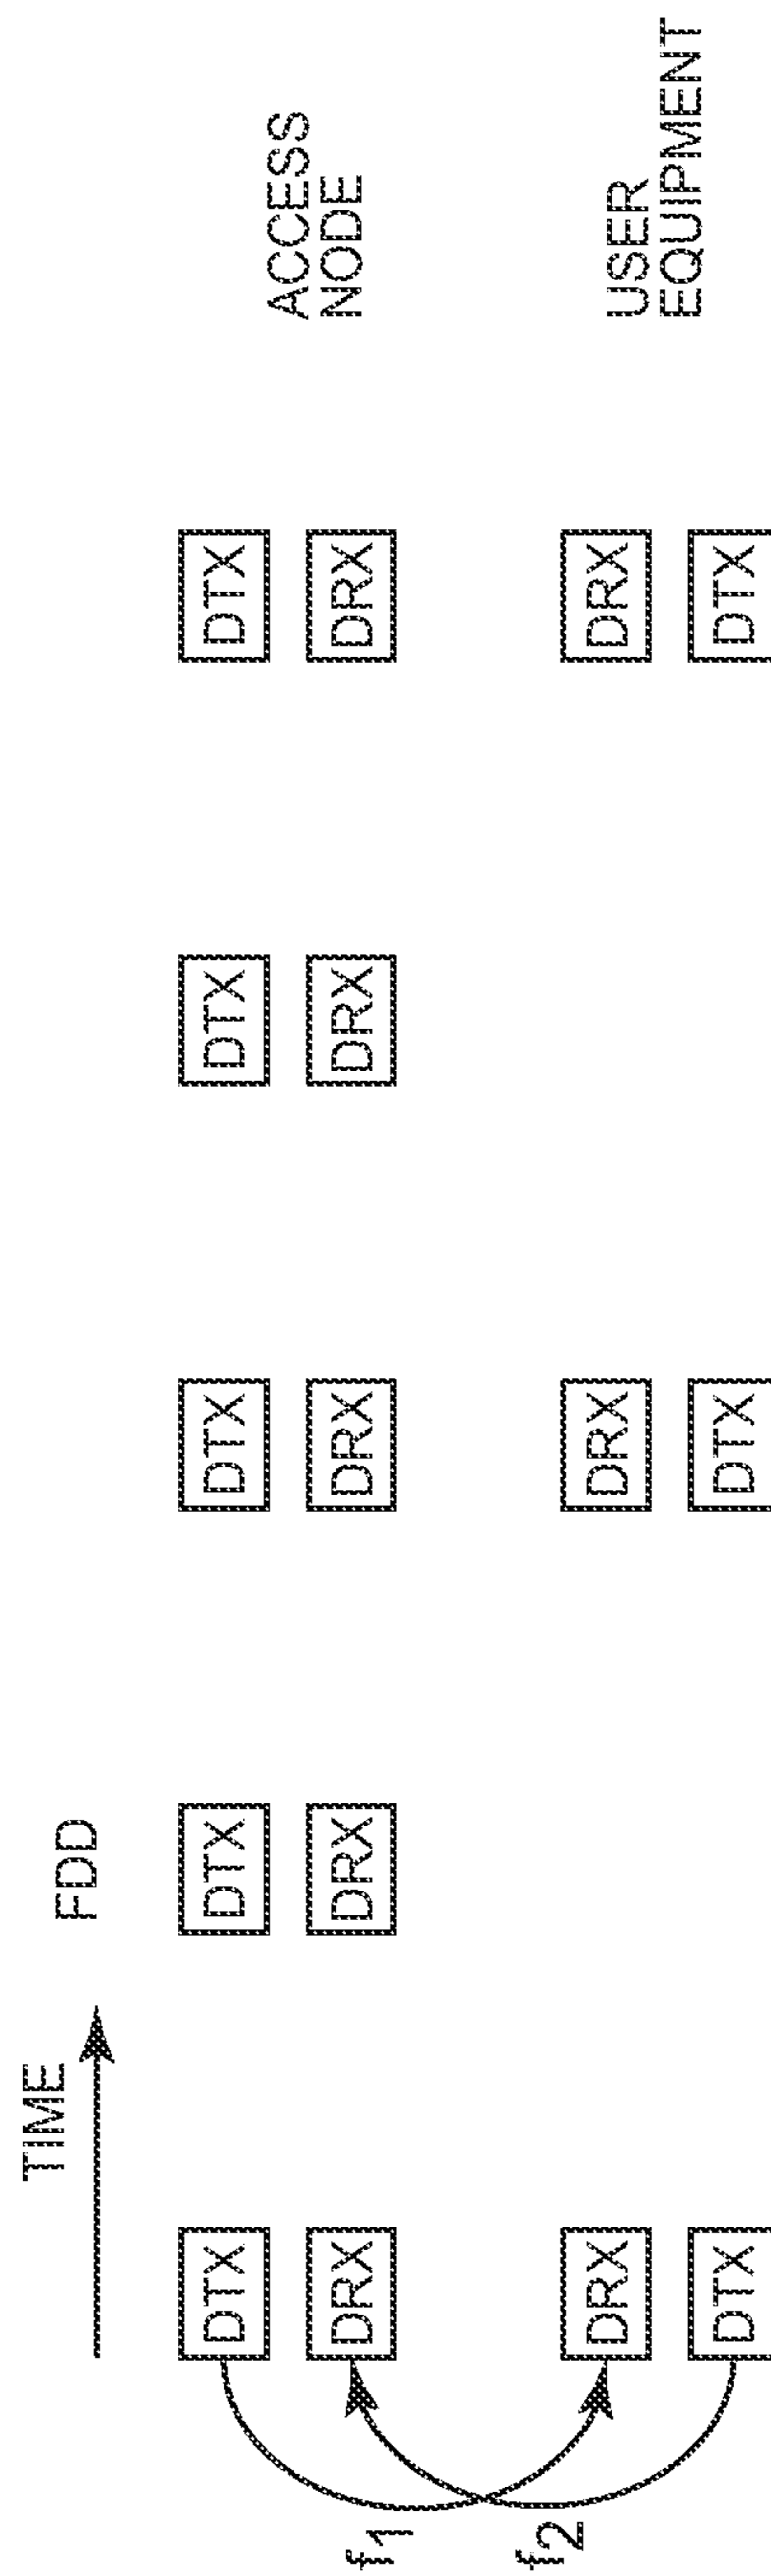 TIME
FDD
DTX DTX DTX DTX DTX
ACCESS
NODE
DRX DRX DRX DRX DRX
f1
f2
DRX DRX DRX
USER
EQUIPMENT
DTX DTX DTX